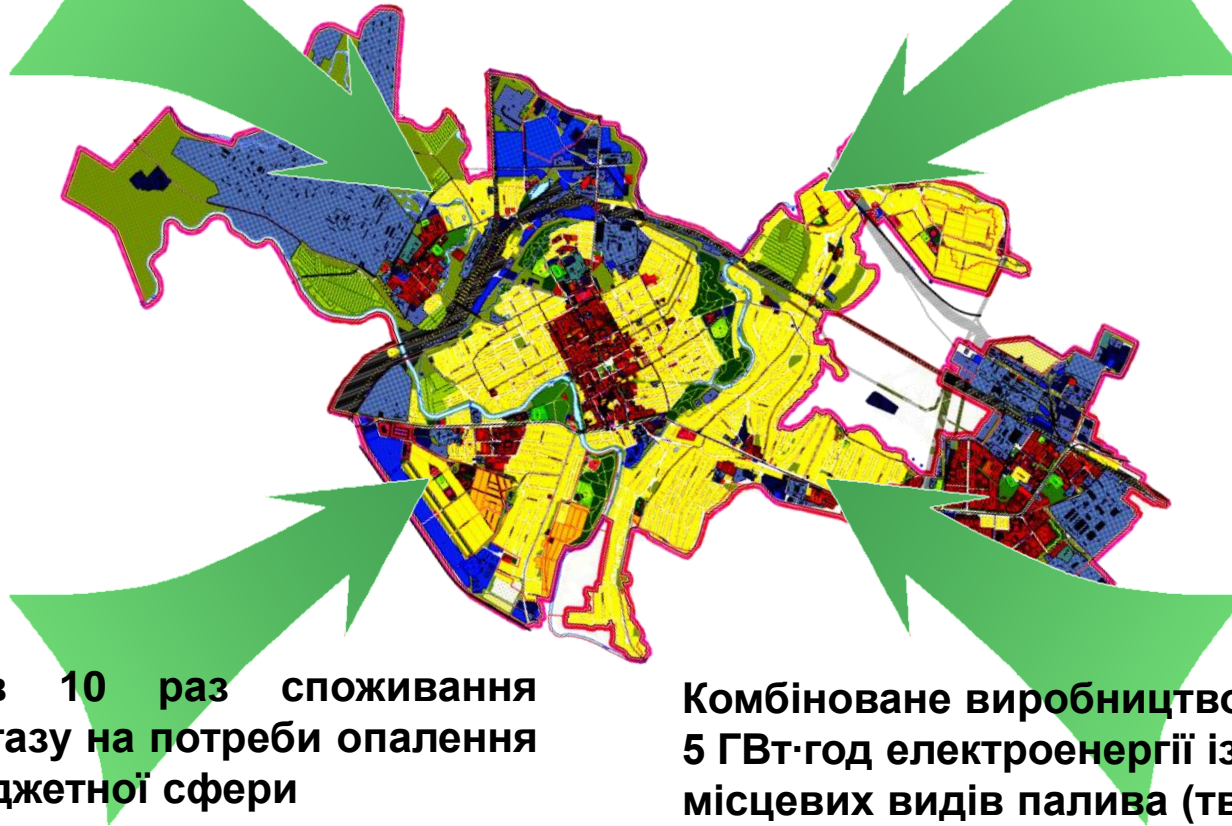 в 10 раз споживання
газу на потреби опалення
джетної сфери
Комбіноване виробництво
5 ГВт·год електроенергії із
місцевих видів палива (тв